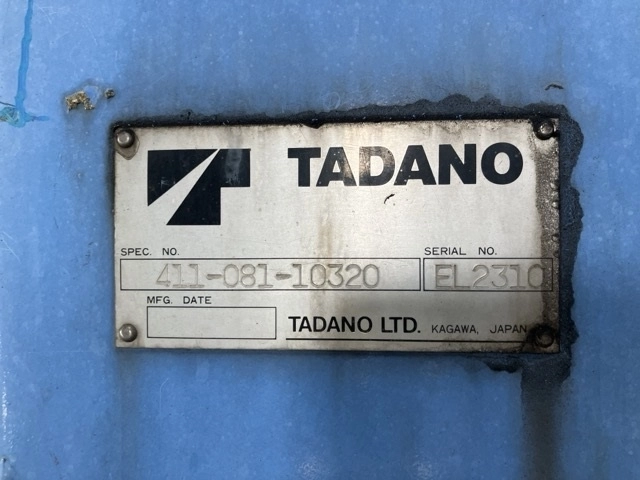 TADANO
SPEC. NO.
411-081-10320
SERIAL NO.
EL2310
MFG. DATE
TADANO LTD. KAGAWA, JAPAN